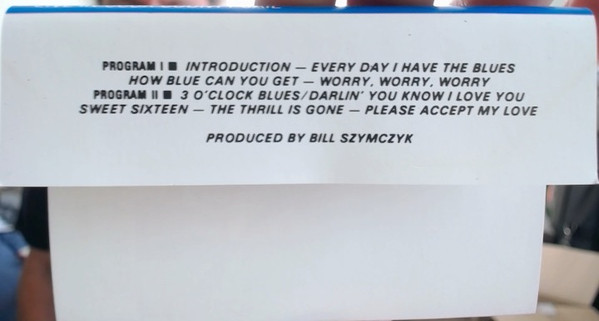 PROGRAM I ■ INTRODUCTION — EVERY DAY I HAVE THE BLUES
HOW BLUE CAN YOU GET — WORRY, WORRY, WORRY
PROGRAM II ■ 3 O'CLOCK BLUES/DARLIN' YOU KNOW I LOVE YOU
SWEET SIXTEEN — THE THRILL IS GONE — PLEASE ACCEPT MY LOVE
PRODUCED BY BILL SZYMCZYK